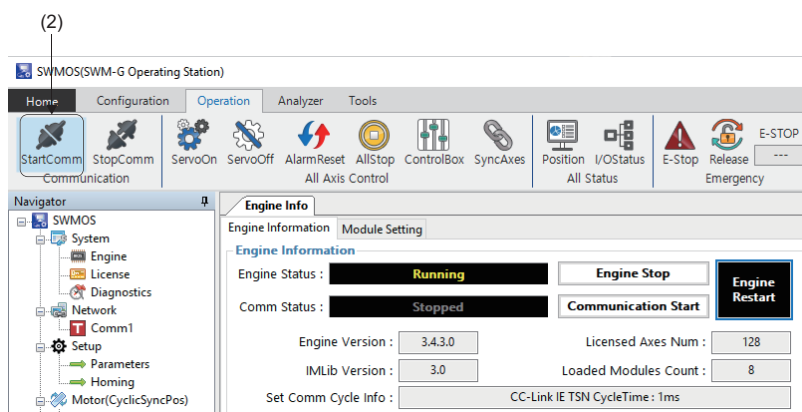 (2)
SWMOS(SWM-G Operating Station)
Home Configuration Operation Analyzer Tools
StartComm StopComm ServoOn ServoOff AlarmReset AllStop ControlBox SyncAxes Position I/OStatus E-Stop Release E-STOP ---
Communication All Axis Control All Status Emergency
Navigator
SWMOS
System
Engine
License
Diagnostics
Network
T Comm1
Setup
Parameters
Homing
Motor(CyclicSyncPos)
Engine Info
Engine Information Module Setting
Engine Information
Engine Status : Running Engine Stop Engine Restart
Comm Status : Stopped Communication Start
Engine Version : 3.4.3.0 Licensed Axes Num : 128
IMLib Version : 3.0 Loaded Modules Count : 8
Set Comm Cycle Info : CC-Link IE TSN CycleTime : 1ms